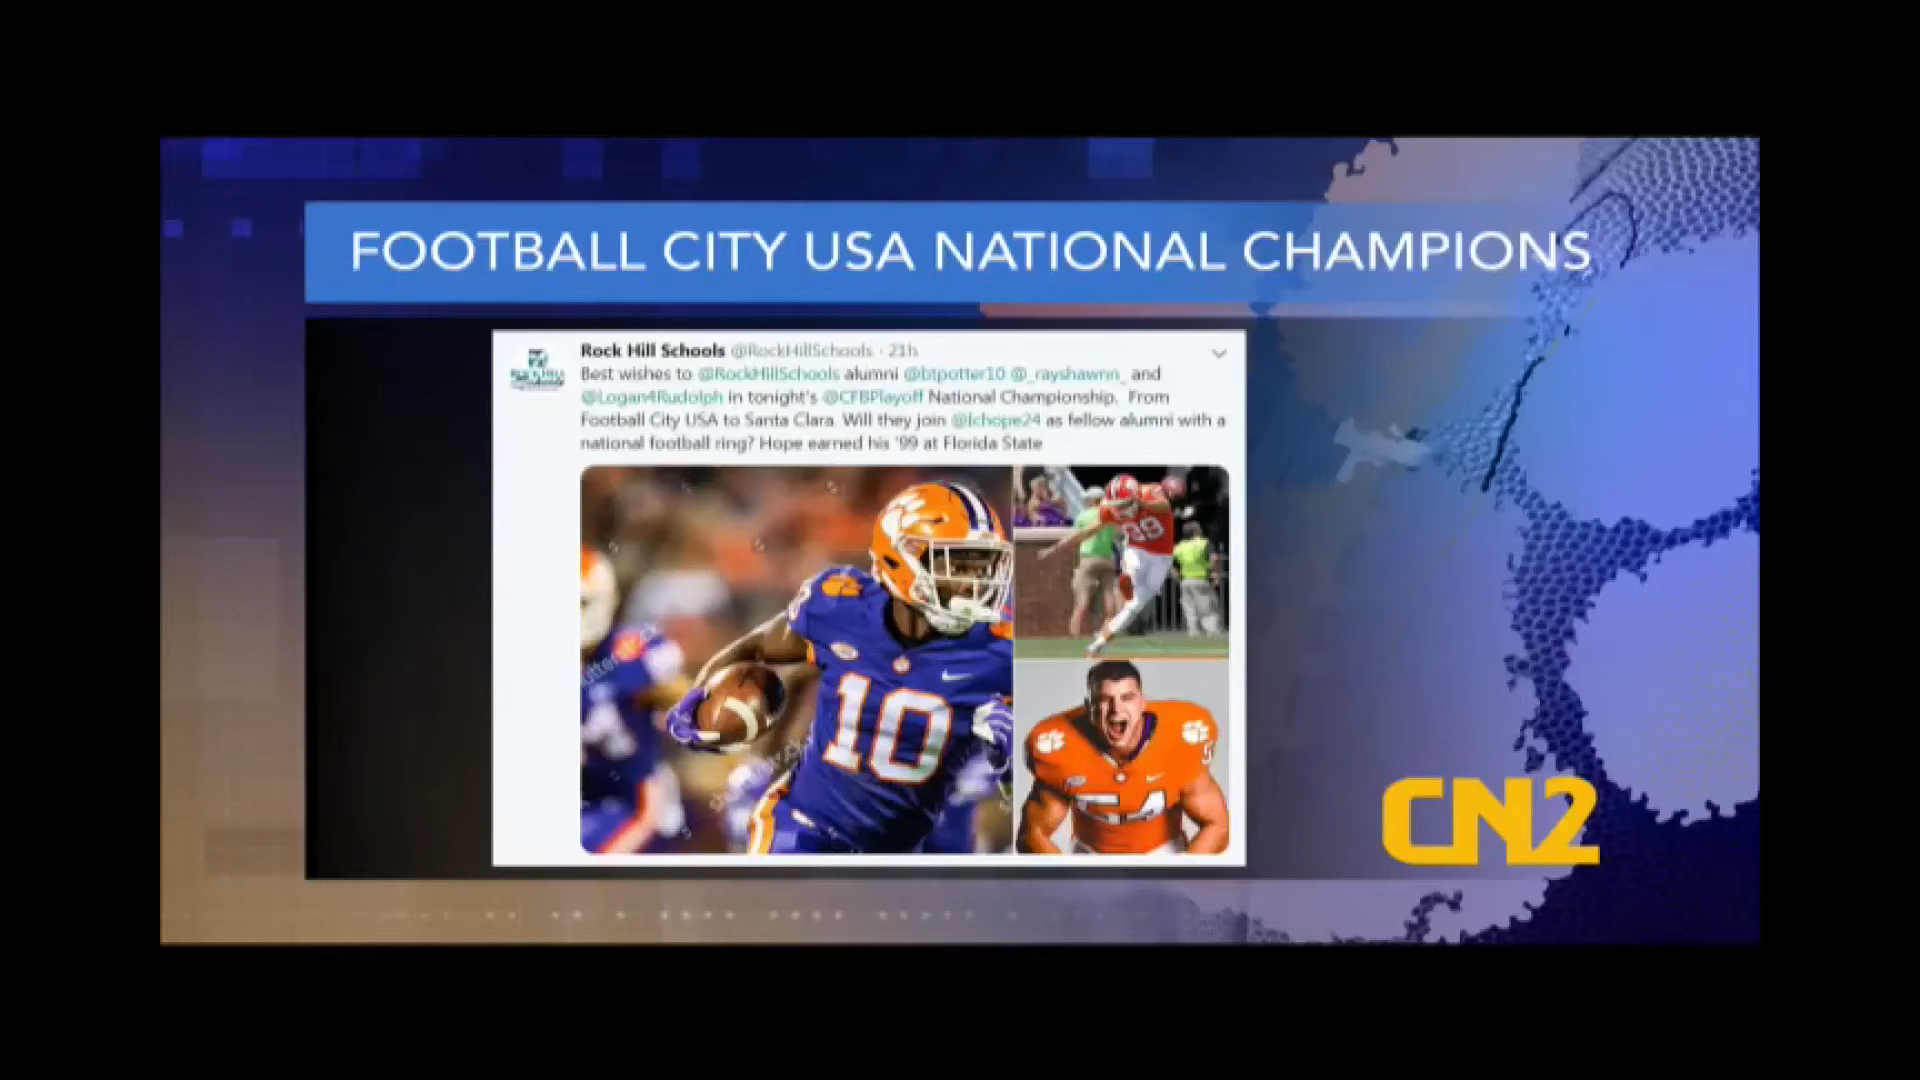 FOOTBALL CITY USA NATIONAL CHAMPIONS
Rock Hill Schools @RockHillSchools · 21h
Best wishes to @RockHillSchools alumni @btpotter10 @_rayshawnn_ and
@Logan4Rudolph in tonight's @CFBPlayoff National Championship. From
Football City USA to Santa Clara. Will they join @lchope24 as fellow alumni with a
national football ring? Hope earned his '99 at Florida State
10
99
54
CN2